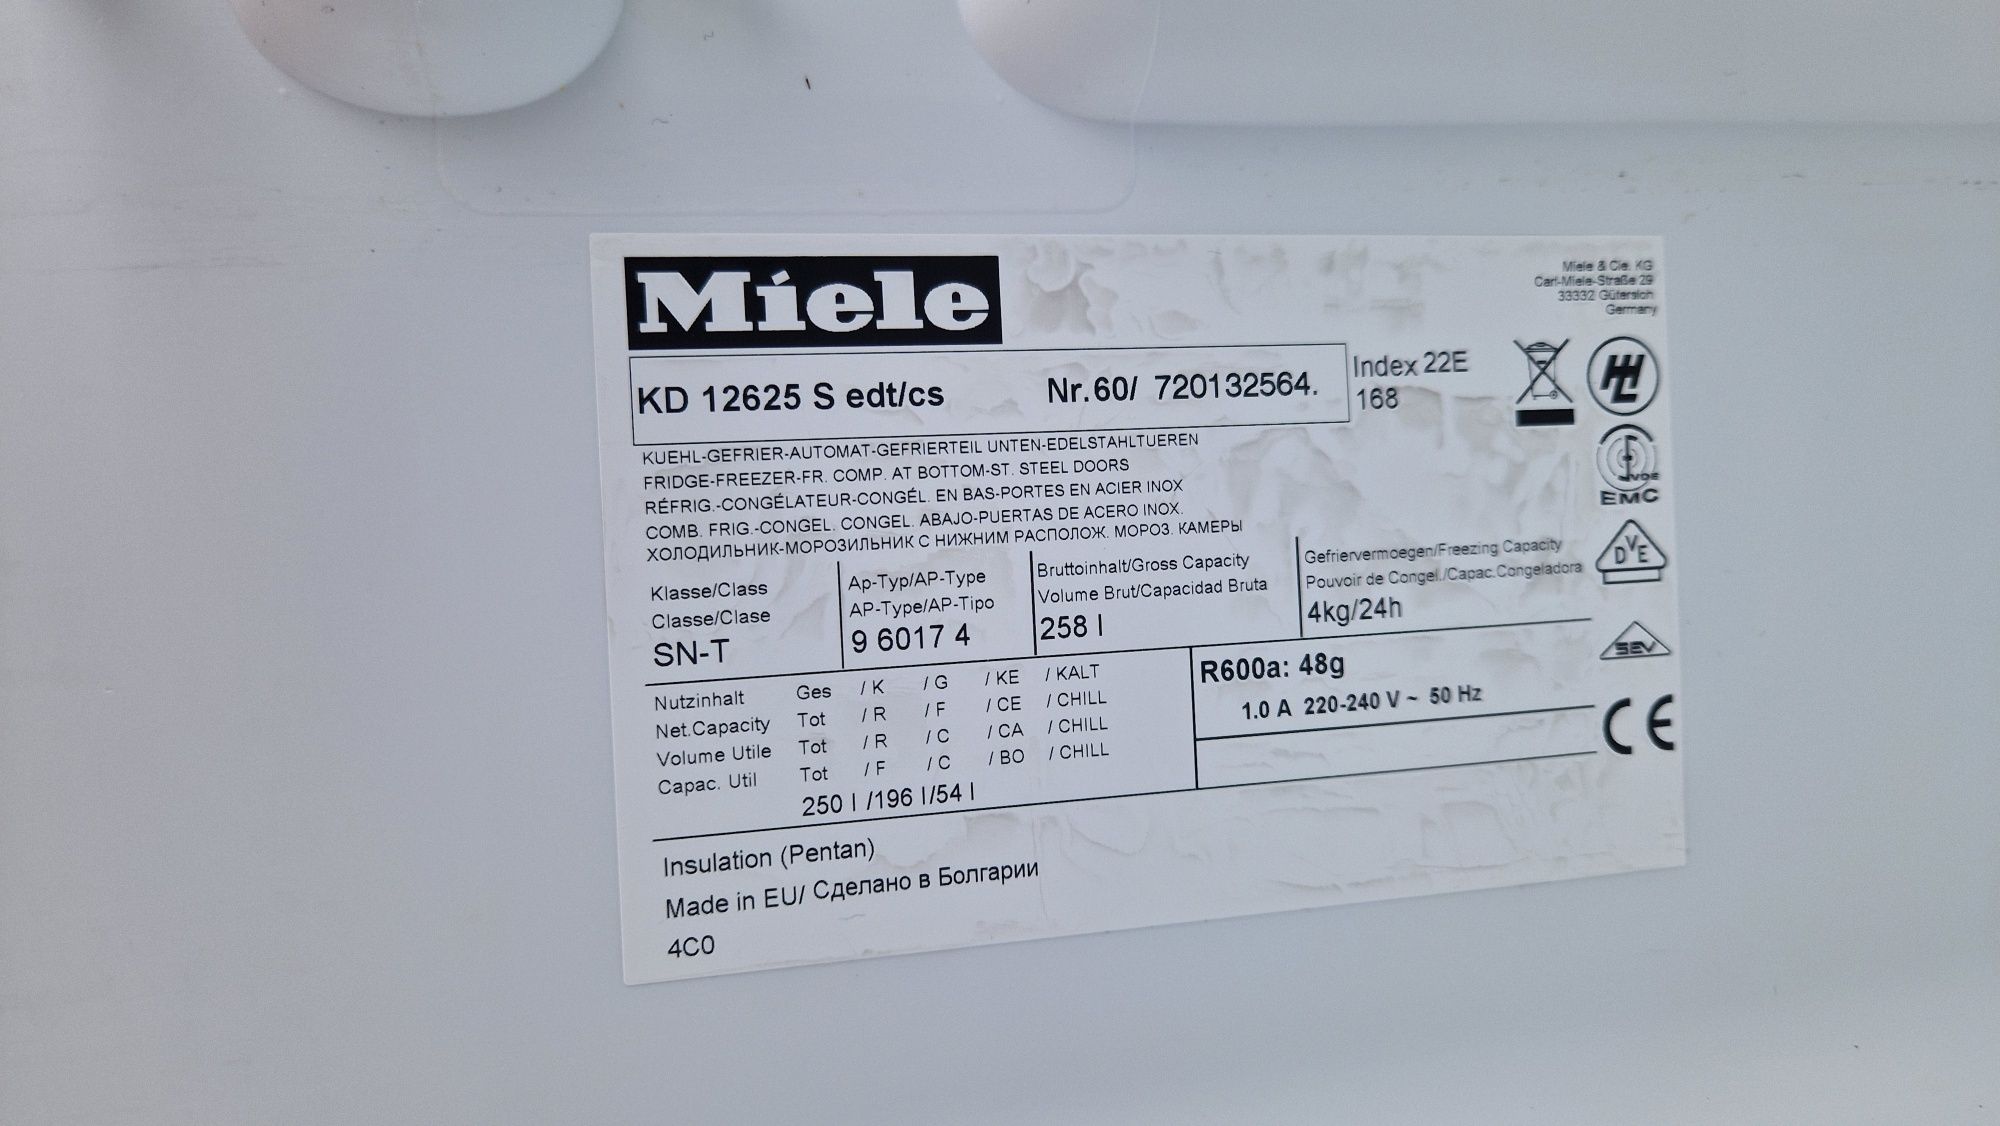 Miele
Miele & Cie. KG
Carl-Miele-Straße 29
33332 Gütersloh
Germany
KD 12625 S edt/cs Nr.60/ 720132564.
Index 22E
168
KUEHL-GEFRIER-AUTOMAT-GEFRIERTEIL UNTEN-EDELSTAHLTUEREN
FRIDGE-FREEZER-FR. COMP. AT BOTTOM-ST. STEEL DOORS
RÉFRIG.-CONGÉLATEUR-CONGÉL. EN BAS-PORTES EN ACIER INOX
COMB. FRIG.-CONGEL. CONGEL. ABAJO-PUERTAS DE ACERO INOX.
ХОЛОДИЛЬНИК-МОРОЗИЛЬНИК С НИЖНИМ РАСПОЛОЖ. МОРОЗ. КАМЕРЫ
VDE
EMC
DVE
SEV
CE
Klasse/Class
Classe/Clase
SN-T
Ap-Typ/AP-Type
AP-Type/AP-Tipo
9 6017 4
Bruttoinhalt/Gross Capacity
Volume Brut/Capacidad Bruta
258 l
Gefriervermoegen/Freezing Capacity
Pouvoir de Congel./Capac.Congeladora
4kg/24h
Nutzinhalt Ges / K / G / KE / KALT
Net.Capacity Tot / R / F / CE / CHILL
Volume Utile Tot / R / C / CA / CHILL
Capac. Util Tot / F / C / BO / CHILL
250 l /196 l/54 l
R600a: 48g
1.0 A 220-240 V ~ 50 Hz
Insulation (Pentan)
Made in EU/ Сделано в Болгарии
4C0